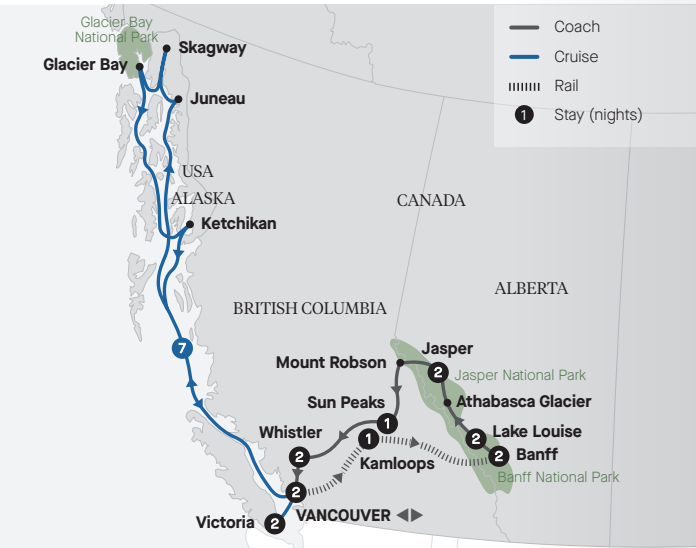 Glacier Bay
National Park
Skagway
Glacier Bay
Juneau
Coach
Cruise
Rail
1 Stay (nights)
USA
ALASKA
CANADA
Ketchikan
ALBERTA
BRITISH COLUMBIA
7
Jasper
Mount Robson
2
Jasper National Park
Sun Peaks
Athabasca Glacier
1
Whistler
1
2
Lake Louise
2
Kamloops
2
Banff
Banff National Park
2
VANCOUVER
Victoria
2